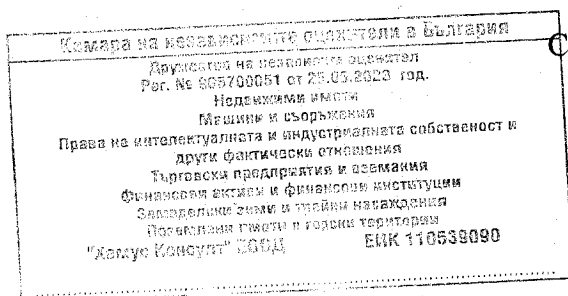 Камара на независимите оценители в България
Дружество на независим оценител
Рег. № 905700051 от 25.05.2023 год.
Недвижими имоти
Машини и съоръжения
Права на интелектуалната и индустриалната собственост и
други фактически отношения
Търговски предприятия и вземания
Финансови активи и финансови институции
Земеделски земи и трайни насаждения
Поземлени имоти в горски територии
"Хемус Консулт" ЕООД ЕИК 110539090